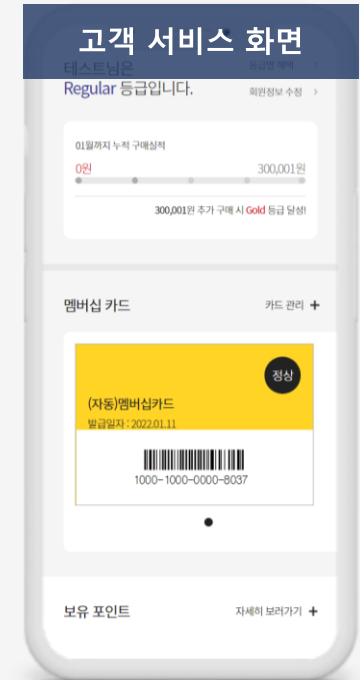 고객 서비스 화면
테스트님은
등급별 혜택 >
Regular 등급입니다.
회원정보 수정 >
01월까지 누적 구매실적
0원
300,001원
300,001원 추가 구매 시 Gold 등급 달성!
멤버십 카드
카드 관리 +
정상
(자동)멤버십카드
발급일자 : 2022.01.11
1000-1000-0000-8037
보유 포인트
자세히 보러가기 +